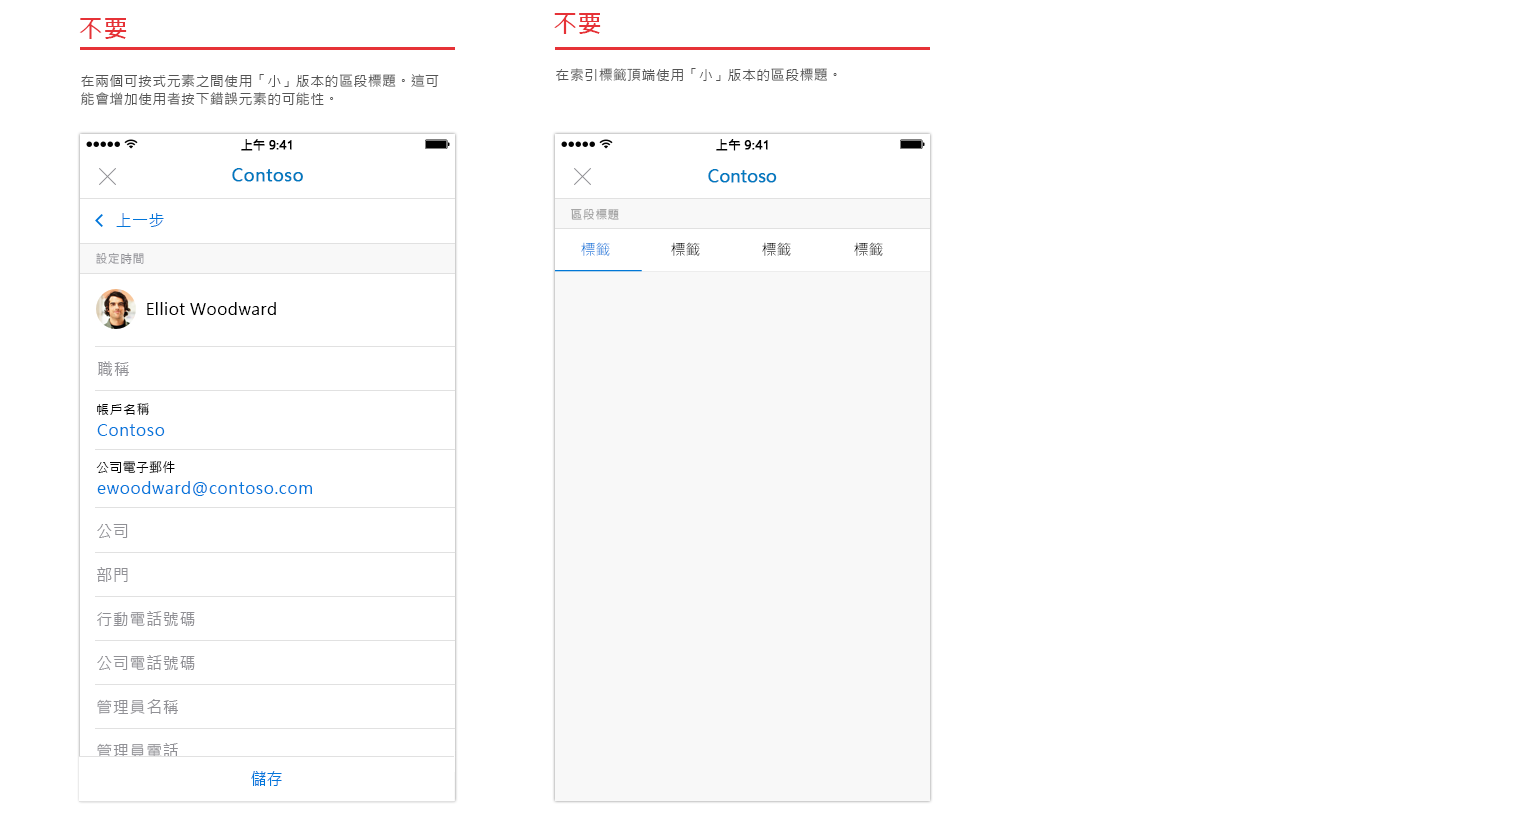 不要
在兩個可按式元素之間使用「小」版本的區段標題。這可
能會增加使用者按下錯誤元素的可能性。
上午 9:41
Contoso
上一步
設定時間
Elliot Woodward
職稱
帳戶名稱
Contoso
公司電子郵件
ewoodward@contoso.com
公司
部門
行動電話號碼
公司電話號碼
管理員名稱
管理員電話
儲存
不要
在索引標籤頂端使用「小」版本的區段標題。
上午 9:41
Contoso
區段標題
標籤 標籤 標籤 標籤